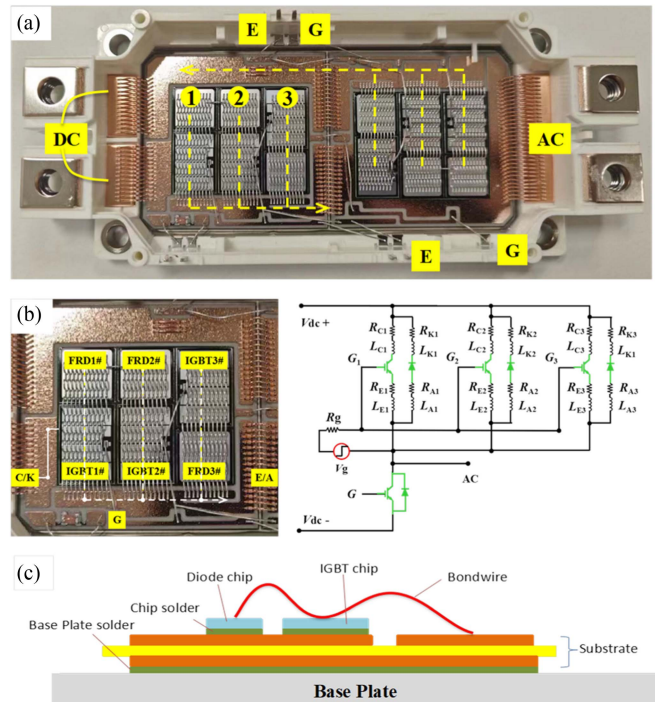 (a)
E
G
1
2
3
DC
AC
E
G
(b)
FRD1#
FRD2#
IGBT3#
C/K
E/A
IGBT1#
IGBT2#
FRD3#
G
Vdc +
RC1
RK1
RC2
RK2
RC3
RK3
LC1
LK1
LC2
LK2
LC3
LK1
G1
G2
G3
RE1
RA1
RE2
RA2
RE3
RA3
LE1
LA1
LE2
LA2
LE3
LA3
Rg
Vg
AC
G
Vdc -
(c)
Diode chip
IGBT chip
Bondwire
Chip solder
Base Plate solder
Substrate
Base Plate